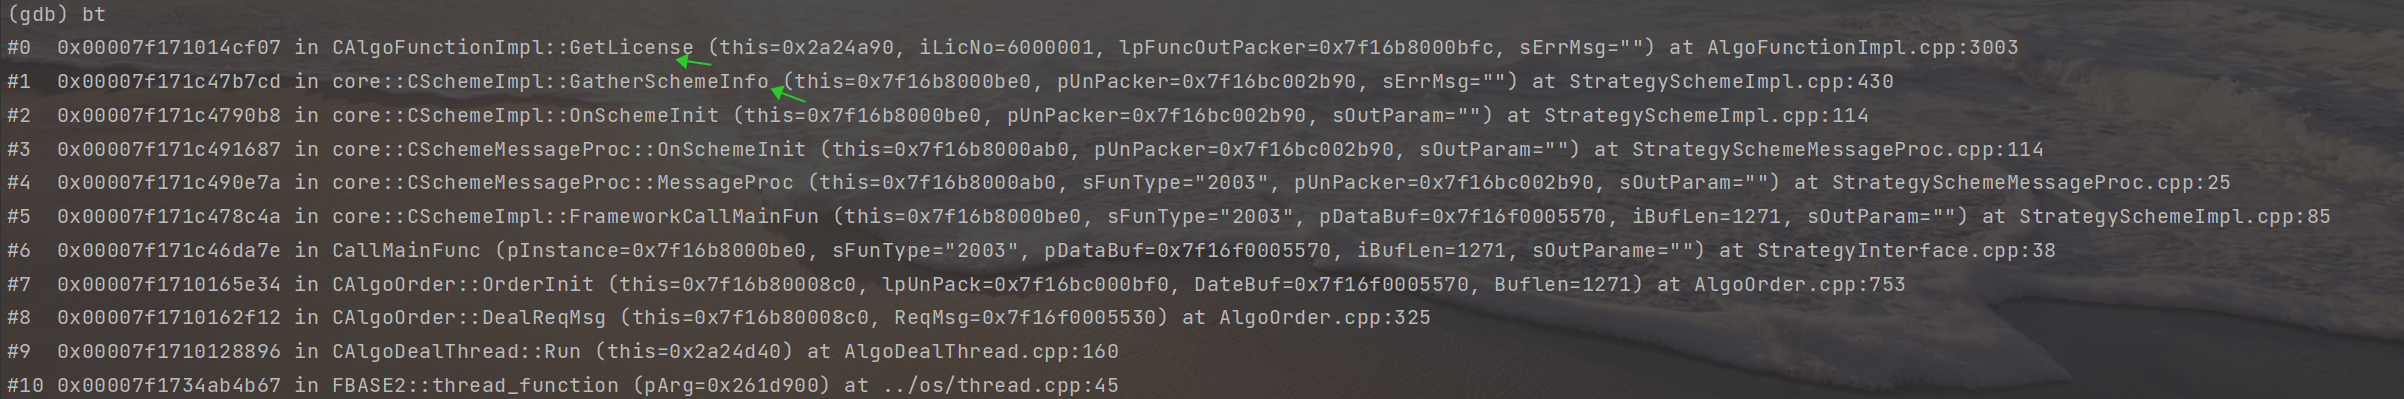 (gdb) bt
#0  0x00007f171014cf07 in CAlgoFunctionImpl::GetLicense (this=0x2a24a90, iLicNo=6000001, lpFuncOutPacker=0x7f16b8000bfc, sErrMsg="") at AlgoFunctionImpl.cpp:3003
#1  0x00007f171c47b7cd in core::CSchemeImpl::GatherSchemeInfo (this=0x7f16b8000be0, pUnPacker=0x7f16bc002b90, sErrMsg="") at StrategySchemeImpl.cpp:430
#2  0x00007f171c4790b8 in core::CSchemeImpl::OnSchemeInit (this=0x7f16b8000be0, pUnPacker=0x7f16bc002b90, sOutParam="") at StrategySchemeImpl.cpp:114
#3  0x00007f171c491687 in core::CSchemeMessageProc::OnSchemeInit (this=0x7f16b8000ab0, pUnPacker=0x7f16bc002b90, sOutParam="") at StrategySchemeMessageProc.cpp:114
#4  0x00007f171c490e7a in core::CSchemeMessageProc::MessageProc (this=0x7f16b8000ab0, sFunType="2003", pUnPacker=0x7f16bc002b90, sOutParam="") at StrategySchemeMessageProc.cpp:25
#5  0x00007f171c478c4a in core::CSchemeImpl::FrameworkCallMainFun (this=0x7f16b8000be0, sFunType="2003", pDataBuf=0x7f16f0005570, iBufLen=1271, sOutParam="") at StrategySchemeImpl.cpp:85
#6  0x00007f171c46da7e in CallMainFunc (pInstance=0x7f16b8000be0, sFunType="2003", pDataBuf=0x7f16f0005570, iBufLen=1271, sOutParame="") at StrategyInterface.cpp:38
#7  0x00007f1710165e34 in CAlgoOrder::OrderInit (this=0x7f16b80008c0, lpUnPack=0x7f16bc000bf0, DateBuf=0x7f16f0005570, Buflen=1271) at AlgoOrder.cpp:753
#8  0x00007f1710162f12 in CAlgoOrder::DealReqMsg (this=0x7f16b80008c0, ReqMsg=0x7f16f0005530) at AlgoOrder.cpp:325
#9  0x00007f1710128896 in CAlgoDealThread::Run (this=0x2a24d40) at AlgoDealThread.cpp:160
#10 0x00007f1734ab4b67 in FBASE2::thread_function (pArg=0x261d900) at ../os/thread.cpp:45